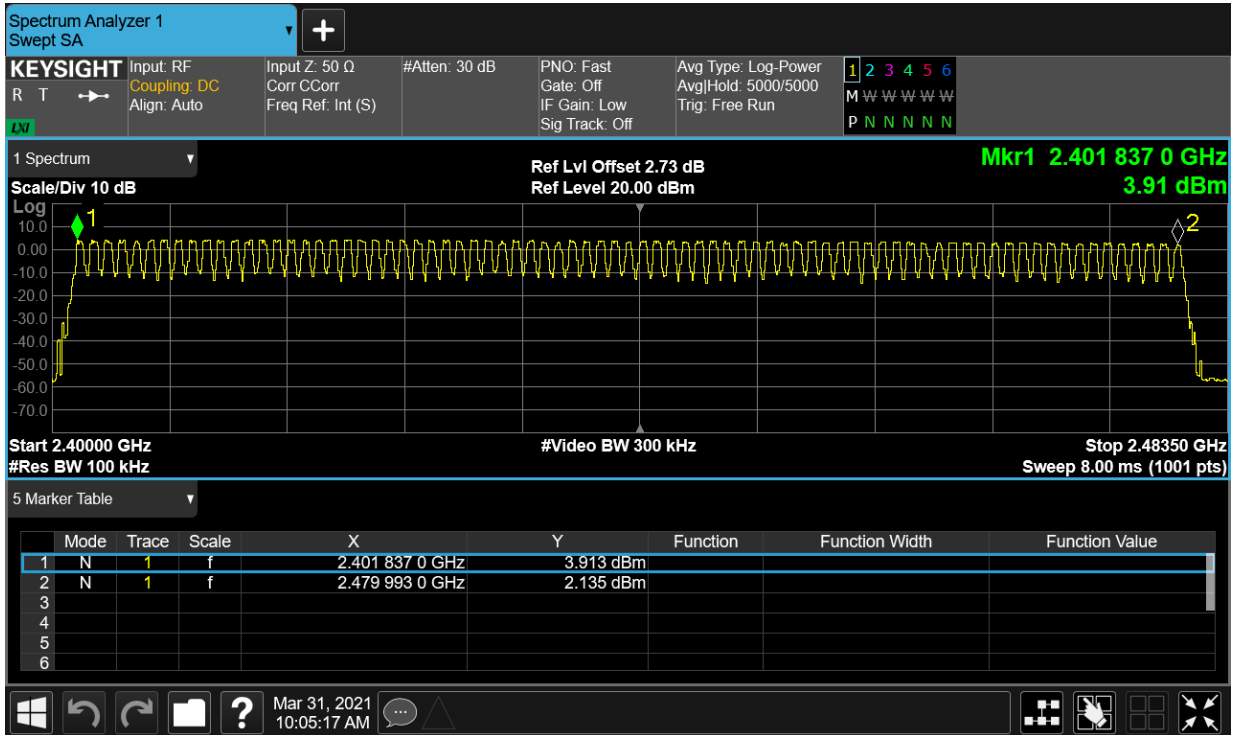 Spectrum Analyzer 1
Swept SA
KEYSIGHT Input: RF Input Z: 50 Ω #Atten: 30 dB PNO: Fast Avg Type: Log-Power 1 2 3 4 5 6
R T Coupling: DC Corr CCorr Gate: Off Avg|Hold: 5000/5000 M W W W W W
Align: Auto Freq Ref: Int (S) IF Gain: Low Trig: Free Run
LXI Sig Track: Off P N N N N N
1 Spectrum
Ref Lvl Offset 2.73 dB Mkr1 2.401 837 0 GHz
Scale/Div 10 dB Ref Level 20.00 dBm 3.91 dBm
Log
1
2
10.0
0.00
-10.0
-20.0
-30.0
-40.0
-50.0
-60.0
-70.0
Start 2.40000 GHz #Video BW 300 kHz Stop 2.48350 GHz
#Res BW 100 kHz Sweep 8.00 ms (1001 pts)
5 Marker Table
Mode Trace Scale X Y Function Function Width Function Value
1 N 1 f 2.401 837 0 GHz 3.913 dBm
2 N 1 f 2.479 993 0 GHz 2.135 dBm
3
4
5
6
? Mar 31, 2021
10:05:17 AM